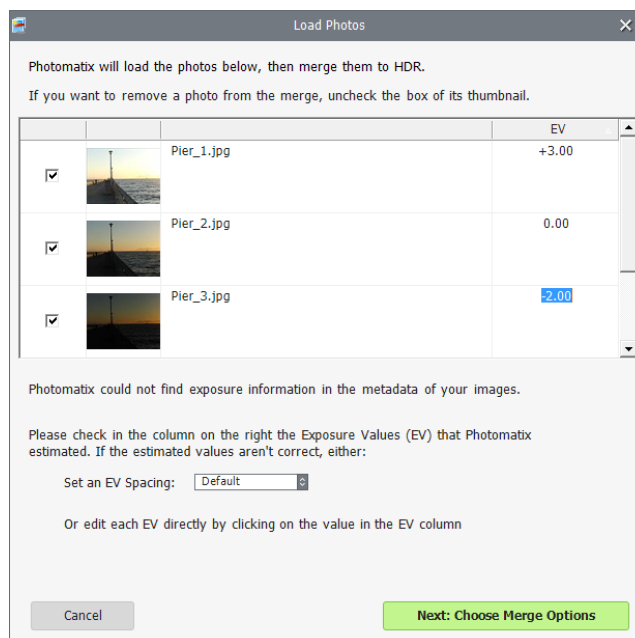 Load Photos
Photomatix will load the photos below, then merge them to HDR.
If you want to remove a photo from the merge, uncheck the box of its thumbnail.
EV
Pier_1.jpg +3.00
Pier_2.jpg 0.00
Pier_3.jpg -2.00
Photomatix could not find exposure information in the metadata of your images.
Please check in the column on the right the Exposure Values (EV) that Photomatix
estimated. If the estimated values aren't correct, either:
Set an EV Spacing: Default
Or edit each EV directly by clicking on the value in the EV column
Cancel Next: Choose Merge Options